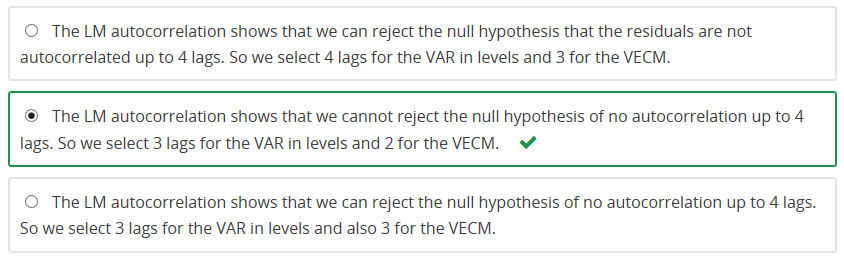 The LM autocorrelation shows that we can reject the null hypothesis that the residuals are not
autocorrelated up to 4 lags. So we select 4 lags for the VAR in levels and 3 for the VECM.
The LM autocorrelation shows that we cannot reject the null hypothesis of no autocorrelation up to 4
lags. So we select 3 lags for the VAR in levels and 2 for the VECM.
The LM autocorrelation shows that we can reject the null hypothesis of no autocorrelation up to 4 lags.
So we select 3 lags for the VAR in levels and also 3 for the VECM.